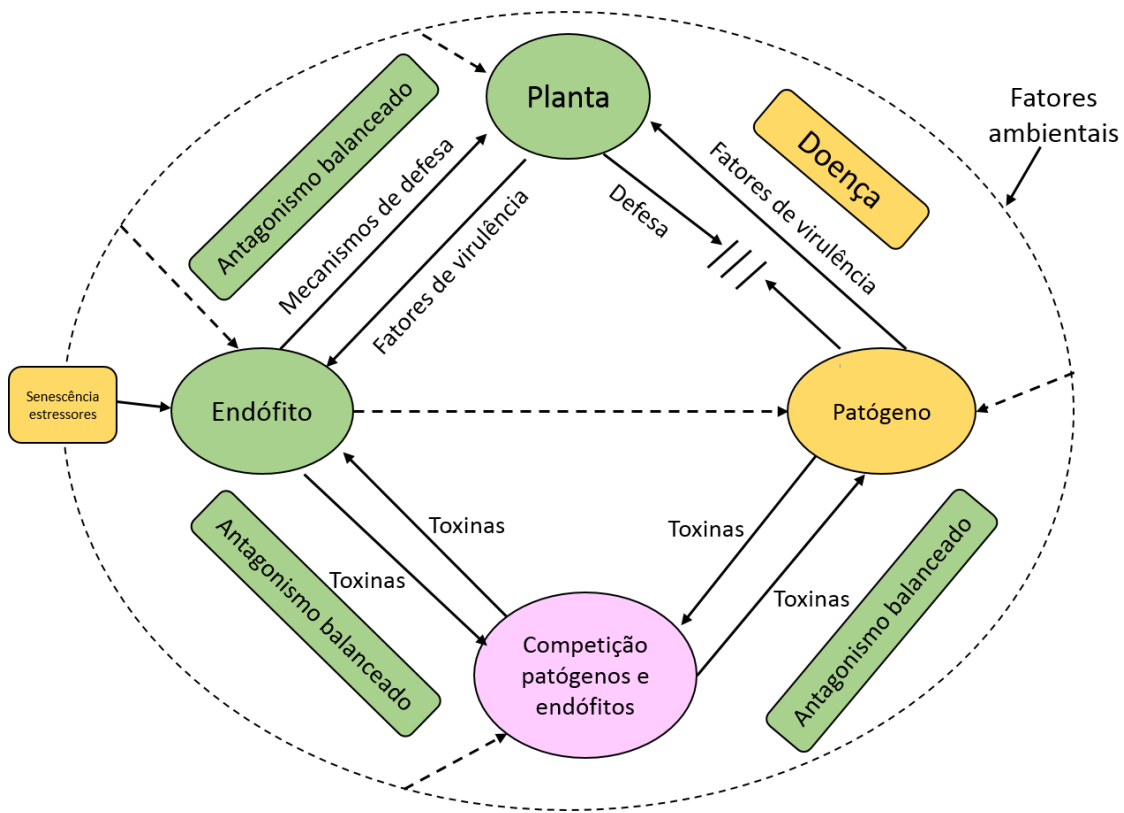 Planta
Fatores
ambientais
Antagonismo balanceado
Mecanismos de defesa
Fatores de virulência
Defesa
Fatores de virulência
Doença
Senescência
estressores
Endófito
Patógeno
Toxinas
Toxinas
Toxinas
Toxinas
Antagonismo balanceado
Antagonismo balanceado
Competição
patógenos e
endófitos